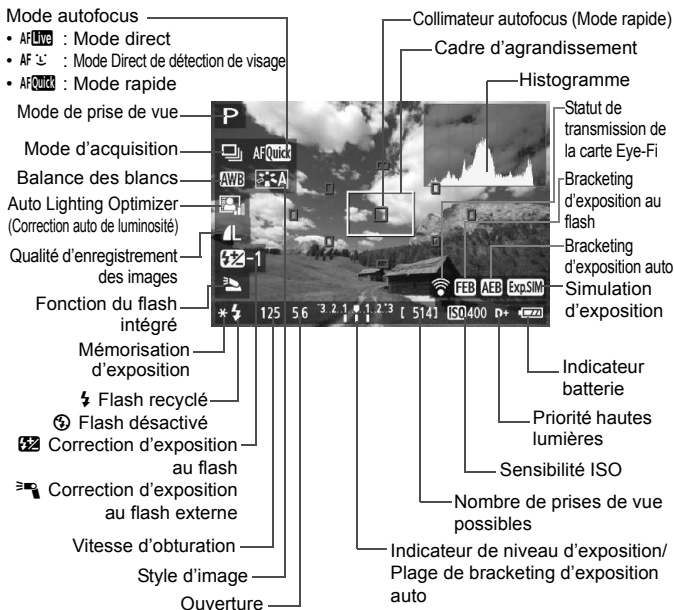 Mode autofocus
• AF Live : Mode direct
• AF : Mode Direct de détection de visage
• AF Quick : Mode rapide
Mode de prise de vue
Mode d'acquisition
Balance des blancs
Auto Lighting Optimizer
(Correction auto de luminosité)
Qualité d'enregistrement
des images
Fonction du flash
intégré
Mémorisation
d'exposition
Flash recyclé
Flash désactivé
Correction d'exposition
au flash
Correction d'exposition
au flash externe
Vitesse d'obturation
Style d'image
Ouverture
Collimateur autofocus (Mode rapide)
Cadre d'agrandissement
Histogramme
Statut de
transmission de
la carte Eye-Fi
Bracketing
d'exposition au
flash
Bracketing
d'exposition auto
Simulation
d'exposition
Indicateur
batterie
Priorité hautes
lumières
Sensibilité ISO
Nombre de prises de vue
possibles
Indicateur de niveau d'exposition/
Plage de bracketing d'exposition
auto
P
AF Quick
AWB
A
L
-1
FEB AEB Exp.SIM
* 125 5.6 -3..2..1..1..2..+3 [ 514] ISO 400 D+